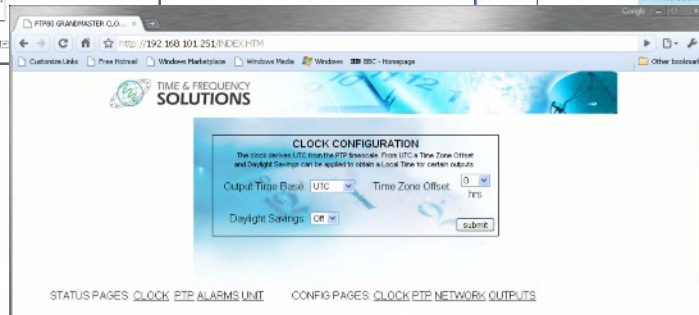 Google
PTP80 GRANDMASTER CLO...
http://192.168.101.251/INDEX.HTM
Customize Links Free Hotmail Windows Marketplace Windows Media Windows BBC BBC - Homepage Other bookmark
TIME & FREQUENCY
SOLUTIONS
12
CLOCK CONFIGURATION
The clock derives UTC from the PTP timescale. From UTC a Time Zone Offset
and Daylight Savings can be applied to obtain a Local Time for certain outputs
Output Time Base: UTC Time Zone Offset: 0
hrs
Daylight Savings: Off
submit
STATUS PAGES: CLOCK PTP ALARMS UNIT CONFIG PAGES: CLOCK PTP NETWORK OUTPUTS